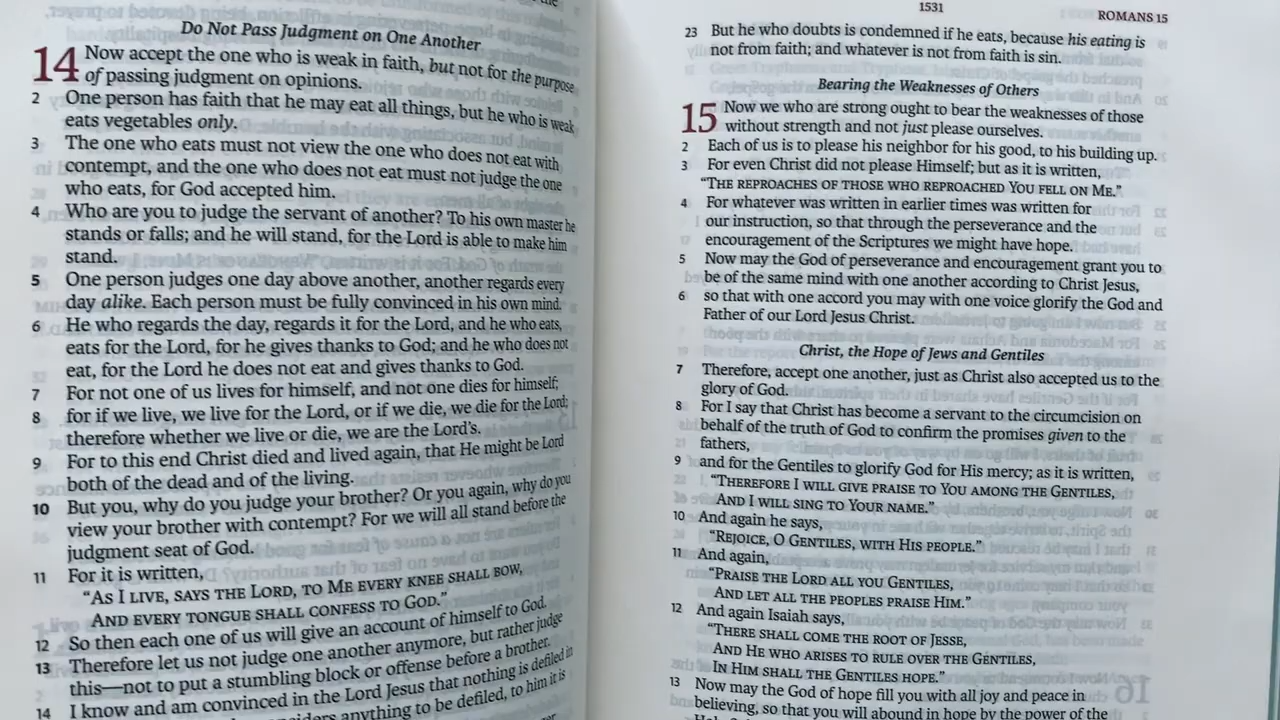 Do Not Pass Judgment on One Another
14 Now accept the one who is weak in faith, but not for the purpose
of passing judgment on opinions.
2 One person has faith that he may eat all things, but he who is weak
eats vegetables only.
3 The one who eats must not view the one who does not eat with
contempt, and the one who does not eat must not judge the one
who eats, for God accepted him.
4 Who are you to judge the servant of another? To his own master he
stands or falls; and he will stand, for the Lord is able to make him
stand.
5 One person judges one day above another, another regards every
day alike. Each person must be fully convinced in his own mind.
6 He who regards the day, regards it for the Lord, and he who eats,
eats for the Lord, for he gives thanks to God; and he who does not
eat, for the Lord he does not eat and gives thanks to God.
7 For not one of us lives for himself, and not one dies for himself;
8 for if we live, we live for the Lord, or if we die, we die for the Lord;
therefore whether we live or die, we are the Lord's.
9 For to this end Christ died and lived again, that He might be Lord
both of the dead and of the living.
10 But you, why do you judge your brother? Or you again, why do you
view your brother with contempt? For we will all stand before the
judgment seat of God.
11 For it is written,
"AS I LIVE, SAYS THE LORD, TO ME EVERY KNEE SHALL BOW,
AND EVERY TONGUE SHALL CONFESS TO GOD."
12 So then each one of us will give an account of himself to God.
13 Therefore let us not judge one another anymore, but rather judge
this—not to put a stumbling block or offense before a brother.
14 I know and am convinced in the Lord Jesus that nothing is defiled in
anything to be defiled, to him it is
1531
ROMANS 15
23 But he who doubts is condemned if he eats, because his eating is
not from faith; and whatever is not from faith is sin.
Bearing the Weaknesses of Others
15 Now we who are strong ought to bear the weaknesses of those
without strength and not just please ourselves.
2 Each of us is to please his neighbor for his good, to his building up.
3 For even Christ did not please Himself; but as it is written,
"THE REPROACHES OF THOSE WHO REPROACHED YOU FELL ON ME."
4 For whatever was written in earlier times was written for
our instruction, so that through the perseverance and the
encouragement of the Scriptures we might have hope.
5 Now may the God of perseverance and encouragement grant you to
be of the same mind with one another according to Christ Jesus,
6 so that with one accord you may with one voice glorify the God and
Father of our Lord Jesus Christ.
Christ, the Hope of Jews and Gentiles
7 Therefore, accept one another, just as Christ also accepted us to the
glory of God.
8 For I say that Christ has become a servant to the circumcision on
behalf of the truth of God to confirm the promises given to the
fathers,
9 and for the Gentiles to glorify God for His mercy; as it is written,
"THEREFORE I WILL GIVE PRAISE TO YOU AMONG THE GENTILES,
AND I WILL SING TO YOUR NAME."
10 And again he says,
"REJOICE, O GENTILES, WITH HIS PEOPLE."
11 And again,
"PRAISE THE LORD ALL YOU GENTILES,
AND LET ALL THE PEOPLES PRAISE HIM."
12 And again Isaiah says,
"THERE SHALL COME THE ROOT OF JESSE,
AND HE WHO ARISES TO RULE OVER THE GENTILES,
IN HIM SHALL THE GENTILES HOPE."
13 Now may the God of hope fill you with all joy and peace in
believing, so that you will abound in hope by the power of the